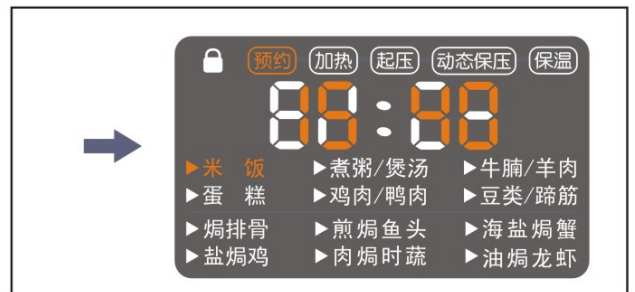 预约 加热 起压 动态保压 保温
▶米 饭 ▶煮粥/煲汤 ▶牛腩/羊肉
▶蛋 糕 ▶鸡肉/鸭肉 ▶豆类/蹄筋
▶焗排骨 ▶煎焗鱼头 ▶海盐焗蟹
▶盐焗鸡 ▶肉焗时蔬 ▶油焗龙虾